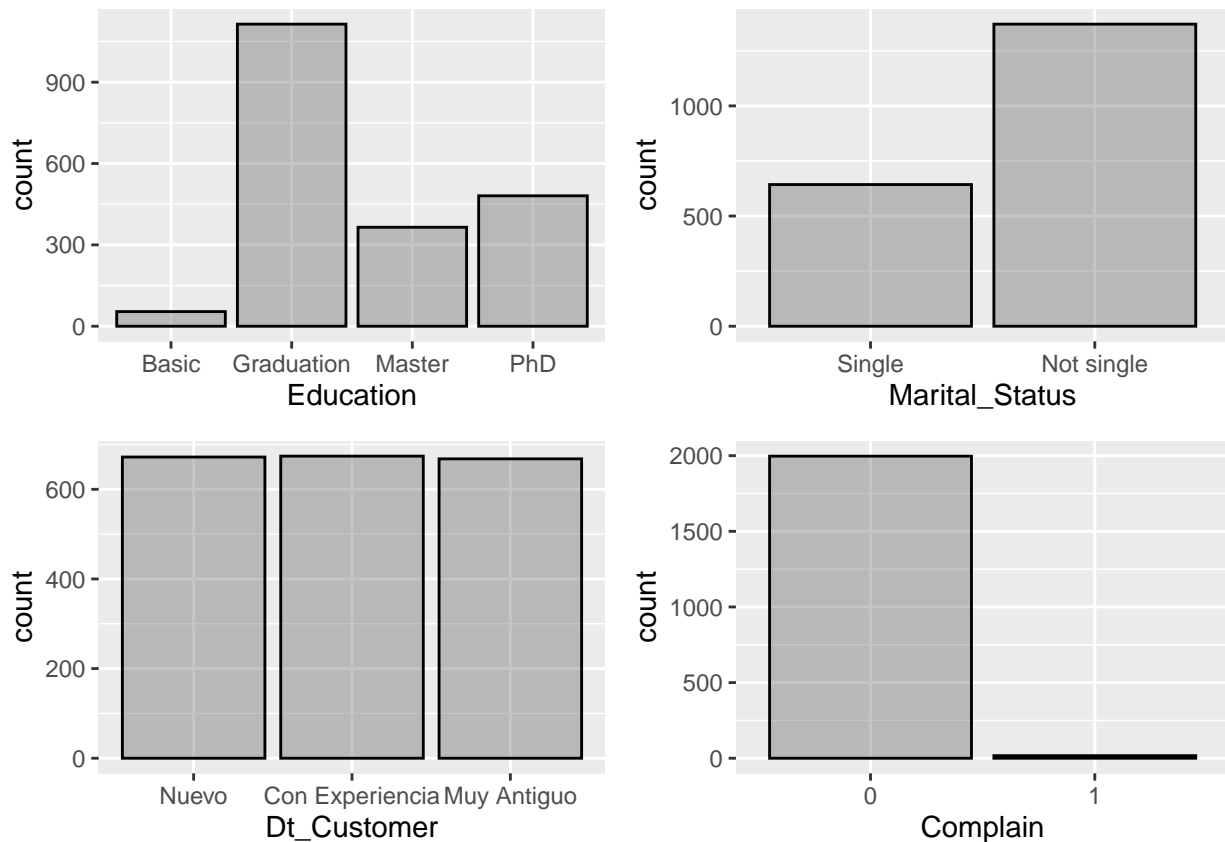 900
600
300
0
count
Basic
Graduation
Master
PhD
Education
1000
500
0
count
Single
Not single
Marital_Status
600
400
200
0
count
Nuevo
Con Experiencia
Muy Antiguo
Dt_Customer
2000
1500
1000
500
0
count
0
1
Complain